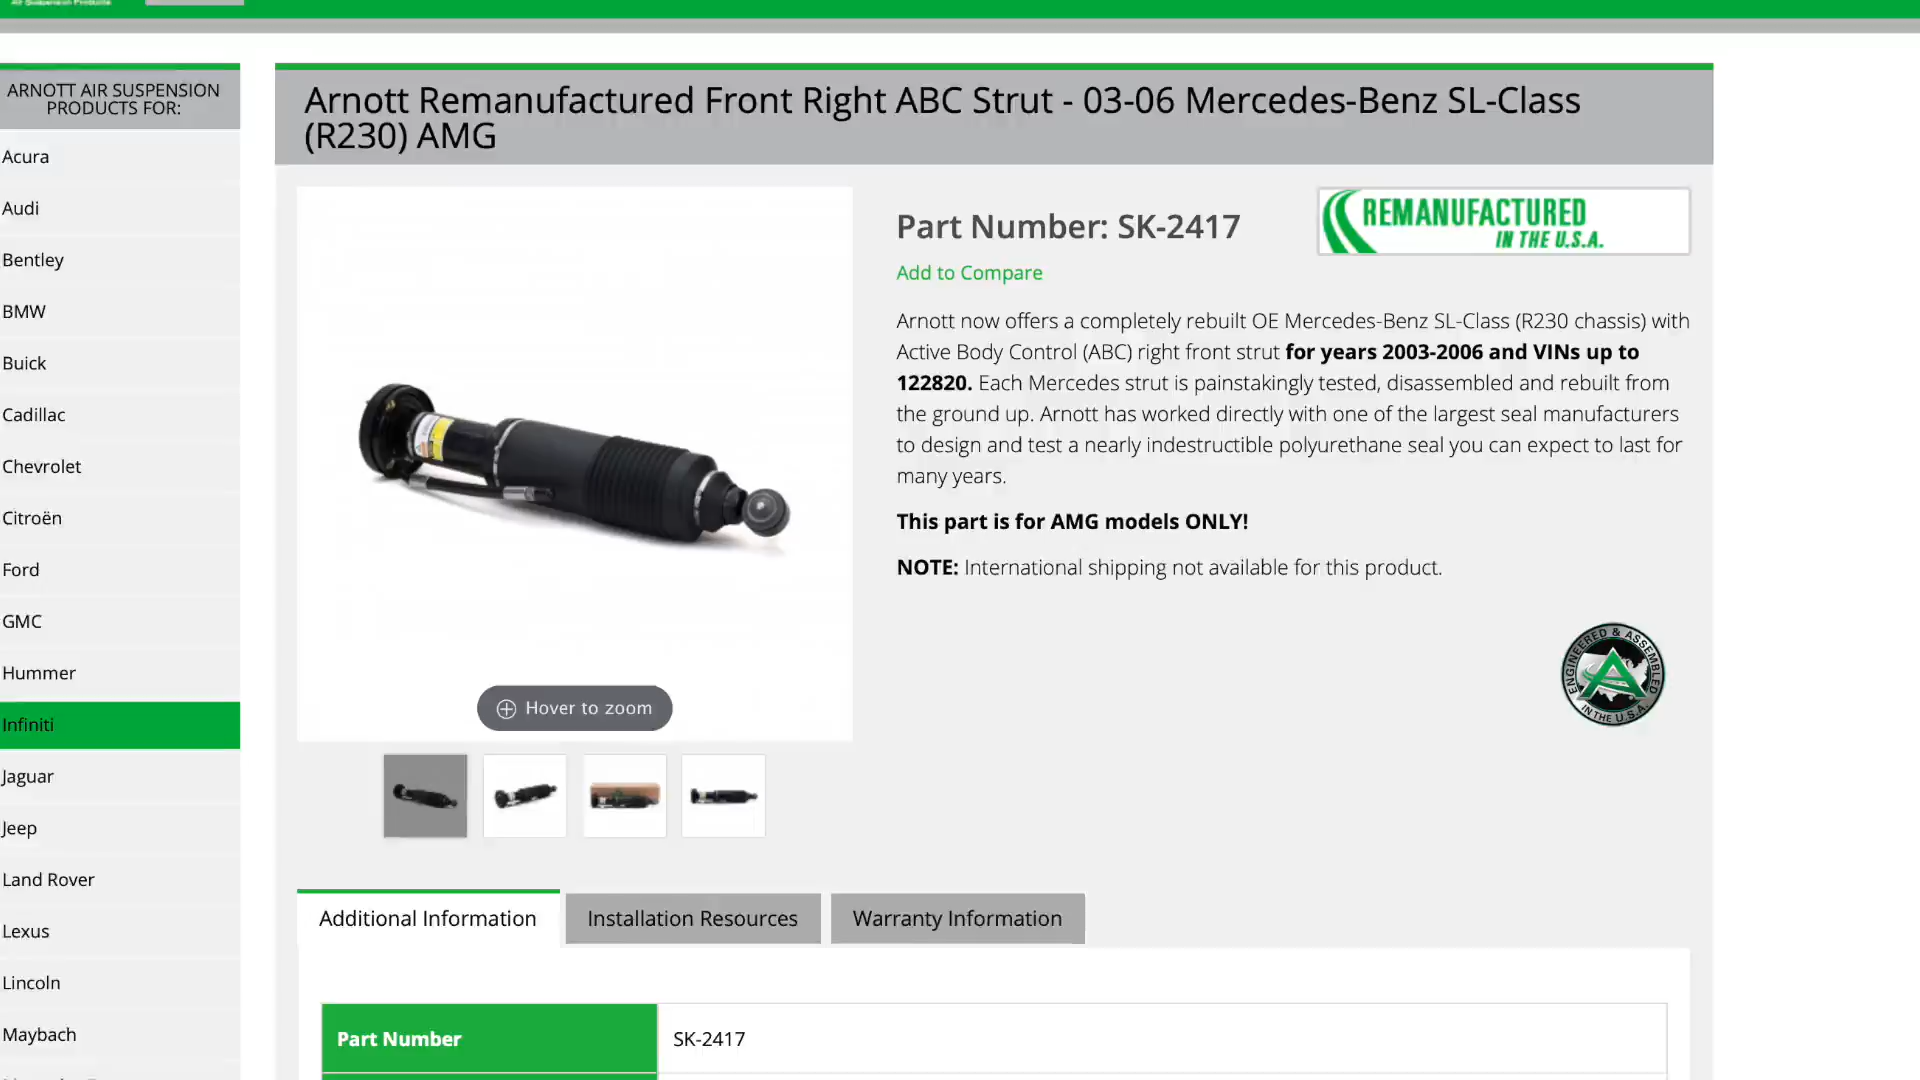 Air Suspension Products
ARNOTT AIR SUSPENSION
PRODUCTS FOR:
Acura
Audi
Bentley
BMW
Buick
Cadillac
Chevrolet
Citroën
Ford
GMC
Hummer
Infiniti
Jaguar
Jeep
Land Rover
Lexus
Lincoln
Maybach
Arnott Remanufactured Front Right ABC Strut - 03-06 Mercedes-Benz SL-Class
(R230) AMG
Hover to zoom
Part Number: SK-2417
REMANUFACTURED
IN THE U.S.A.
Add to Compare
Arnott now offers a completely rebuilt OE Mercedes-Benz SL-Class (R230 chassis) with
Active Body Control (ABC) right front strut for years 2003-2006 and VINs up to
122820. Each Mercedes strut is painstakingly tested, disassembled and rebuilt from
the ground up. Arnott has worked directly with one of the largest seal manufacturers
to design and test a nearly indestructible polyurethane seal you can expect to last for
many years.
This part is for AMG models ONLY!
NOTE: International shipping not available for this product.
ENGINEERED & ASSEMBLED
IN THE U.S.A.
Additional Information
Installation Resources
Warranty Information
Part Number
SK-2417